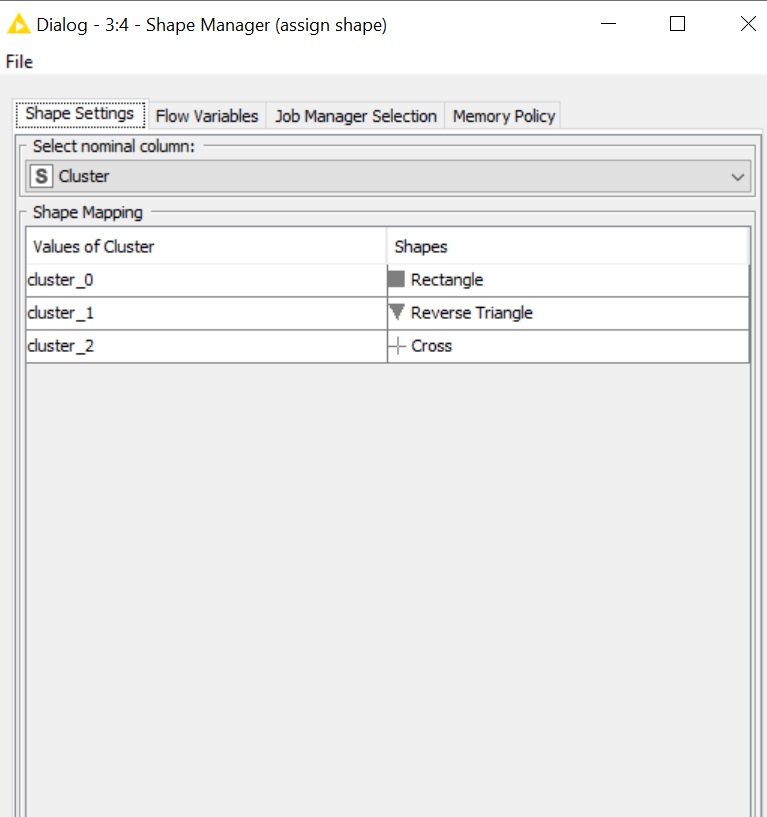 Dialog - 3:4 - Shape Manager (assign shape)
File
Shape Settings Flow Variables Job Manager Selection Memory Policy
Select nominal column:
S Cluster
Shape Mapping
Values of Cluster Shapes
cluster_0 Rectangle
cluster_1 Reverse Triangle
cluster_2 Cross